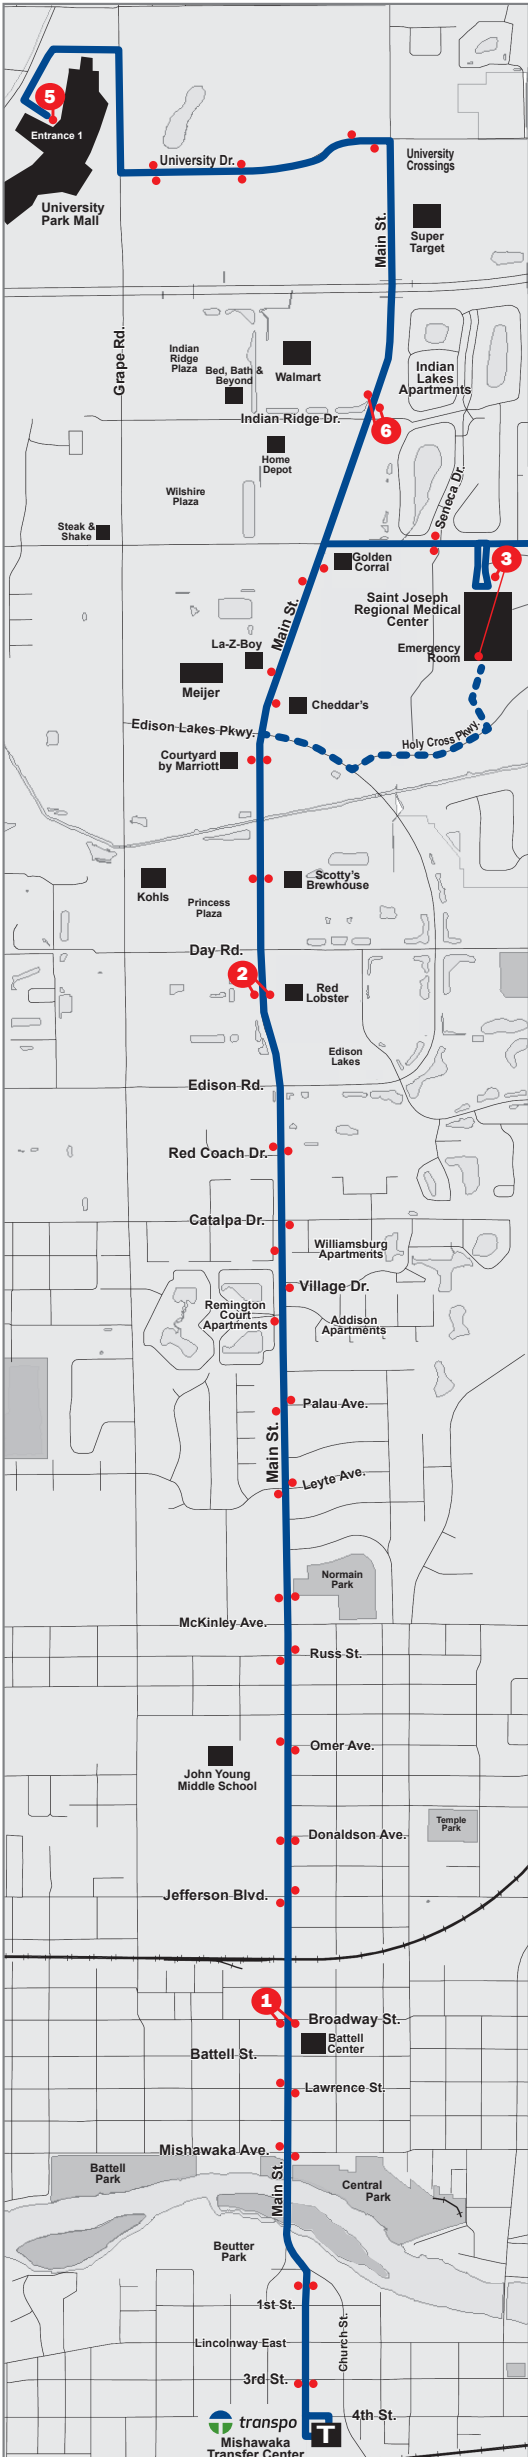 5
Entrance 1
University Dr.
University
Crossings
University
Park Mall
Main St.
Super
Target
Grape Rd.
Indian
Ridge
Plaza
Bed, Bath &
Beyond
Walmart
Indian
Lakes
Apartments
Indian Ridge Dr.
6
Home
Depot
Wilshire
Plaza
Seneca Dr.
Steak &
Shake
Golden
Corral
3
Saint Joseph
Regional Medical
Center
Main St.
La-Z-Boy
Emergency
Room
Meijer
Cheddar's
Edison Lakes Pkwy.
Holy Cross Pkwy.
Courtyard
by Marriott
Kohls
Scotty's
Brewhouse
Princess
Plaza
Day Rd.
2
Red
Lobster
Edison
Lakes
Edison Rd.
Red Coach Dr.
Catalpa Dr.
Williamsburg
Apartments
Village Dr.
Remington
Court
Apartments
Addison
Apartments
Palau Ave.
Main St.
Leyte Ave.
Normain
Park
McKinley Ave.
Russ St.
Omer Ave.
John Young
Middle School
Temple
Park
Donaldson Ave.
Jefferson Blvd.
1
Broadway St.
Battell
Center
Battell St.
Lawrence St.
Mishawaka Ave.
Battell
Park
Main St.
Central
Park
Beutter
Park
1st St.
Church St.
Lincolnway East
3rd St.
4th St.
transpo
T
Mishawaka
Transfer Center